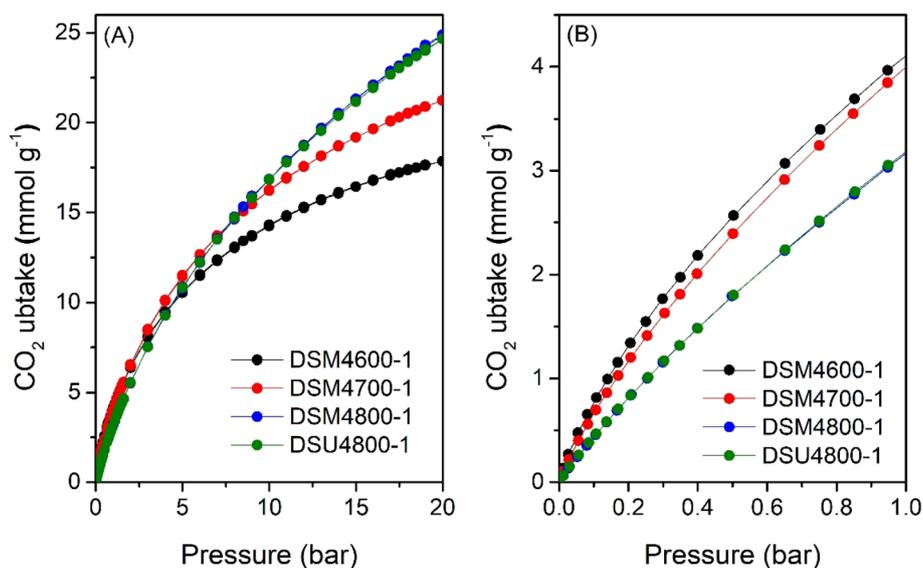 (A)
25
20
15
10
5
0
CO2 ubtake (mmol g-1)
DSM4600-1
DSM4700-1
DSM4800-1
DSU4800-1
0 5 10 15 20
Pressure (bar)
(B)
4
3
2
1
0
CO2 ubtake (mmol g-1)
DSM4600-1
DSM4700-1
DSM4800-1
DSU4800-1
0.0 0.2 0.4 0.6 0.8 1.0
Pressure (bar)